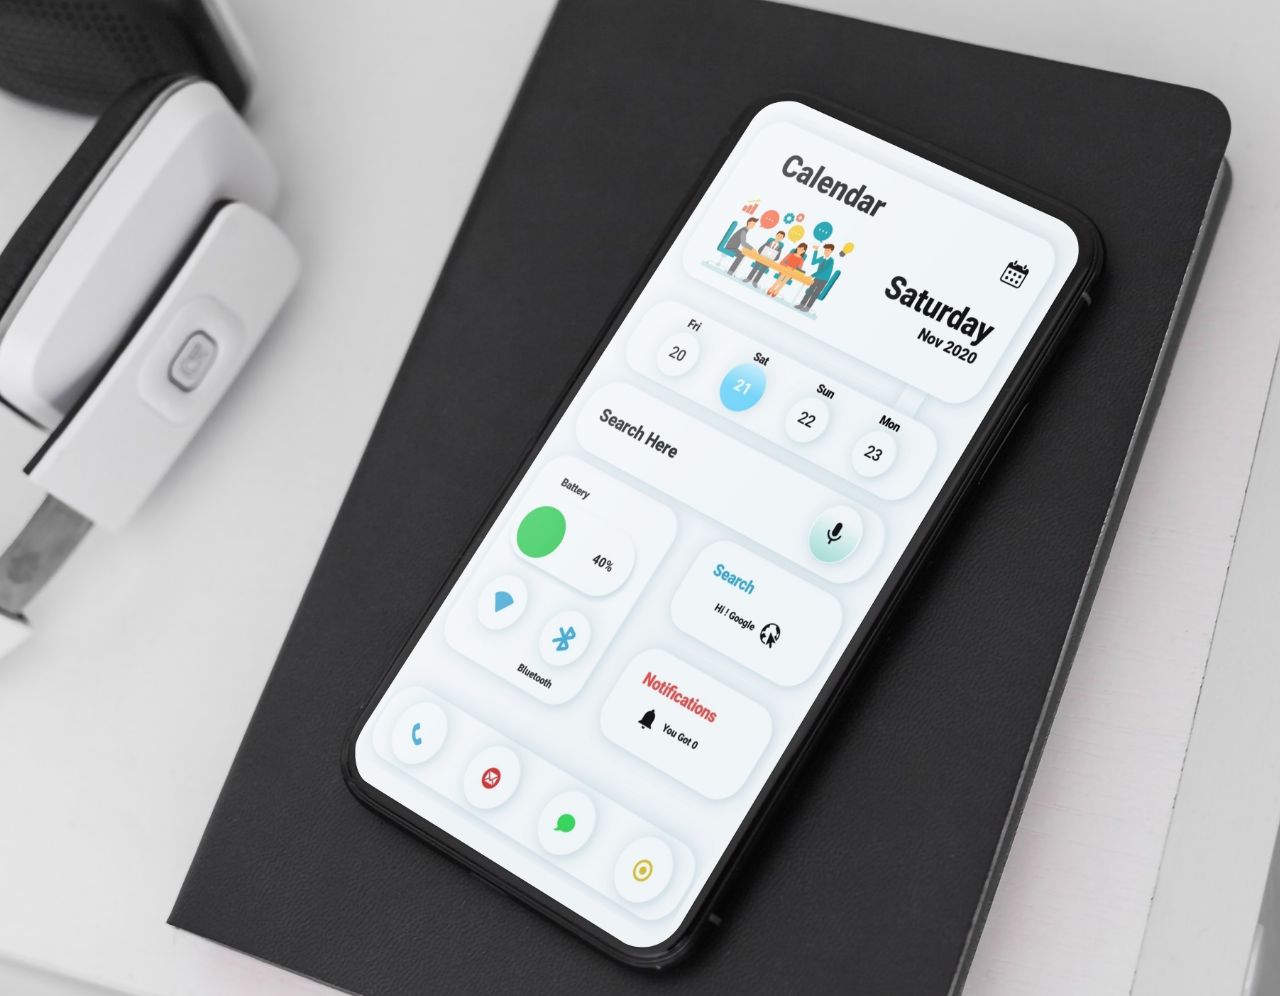 Calendar
Saturday
Nov 2020
Fri
20
Sat
21
Sun
22
Mon
23
Search Here
Battery
40%
Bluetooth
Search
Hi ! Google
Notifications
You Got 0